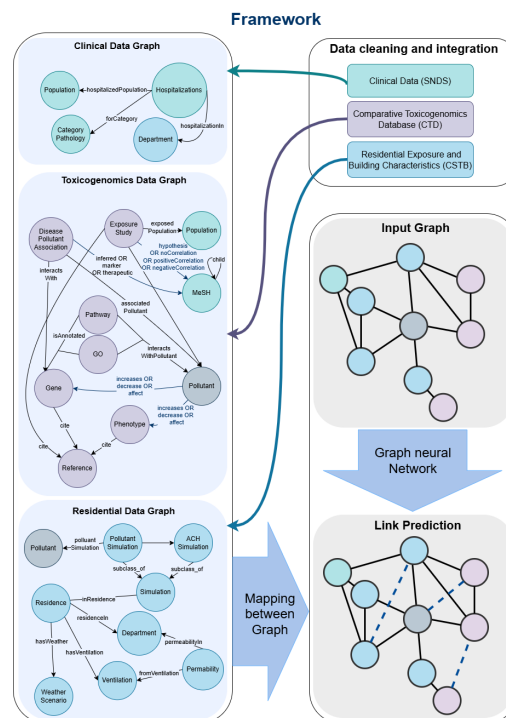 Framework
Clinical Data Graph
Population
hospitalizedPopulation
Hospitalizations
forCategory
Category
Pathology
Department
hospitalizationIn
Toxicogenomics Data Graph
Disease
Pollutant
Association
Exposure
Study
exposed
Population
Population
hypothesis
OR noCorrelation
OR positiveCorrelation
OR negativeCorrelation
child
inferred OR
marker
OR therapeutic
interacts
With
MeSH
associated
Pollutant
Pathway
isAnnotated
GO
interacts
WithPollutant
Gene
increases OR
decrease OR
affect
Pollutant
increases OR
decrease OR
affect
Phenotype
cite
cite
cite
Reference
Residential Data Graph
Pollutant
polluant
Simulation
Pollutant
Simulation
ACH
Simulation
subclass_of
subclass_of
Simulation
Residence
inResidence
residenceIn
Department
hasWeather
hasVentilation
permeabilityIn
Weather
Scenario
Ventilation
fromVentilation
Permability
Data cleaning and integration
Clinical Data (SNDS)
Comparative Toxicogenomics
Database (CTD)
Residential Exposure and
Building Characteristics (CSTB)
Input Graph
Graph neural
Network
Link Prediction
Mapping
between
Graph